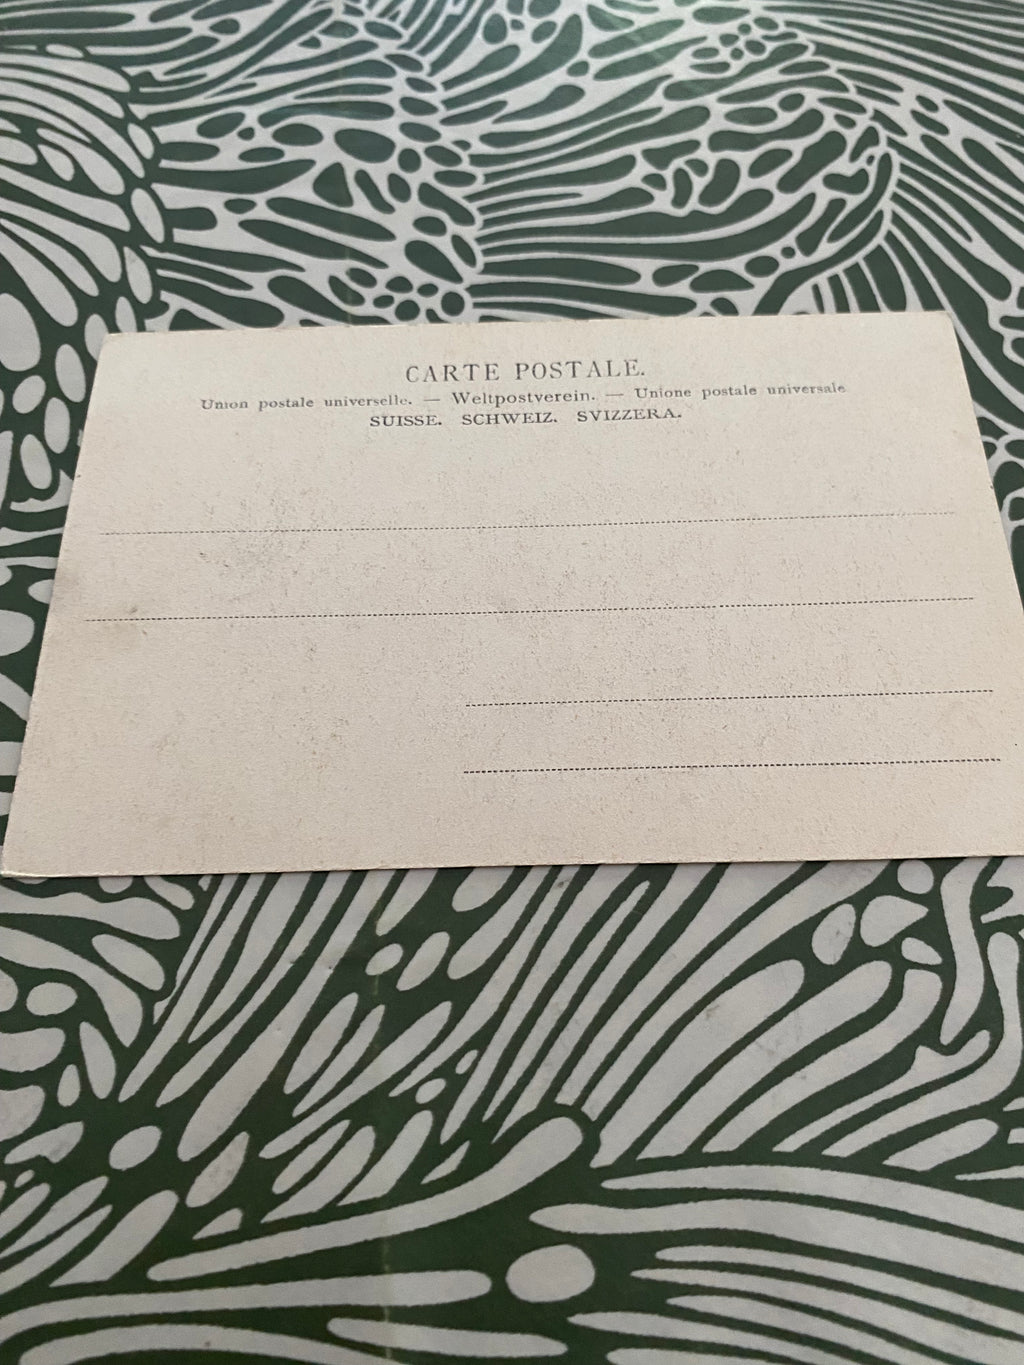 CARTE POSTALE.
Union postale universelle. — Weltpostverein. — Unione postale universale
SUISSE. SCHWEIZ. SVIZZERA.